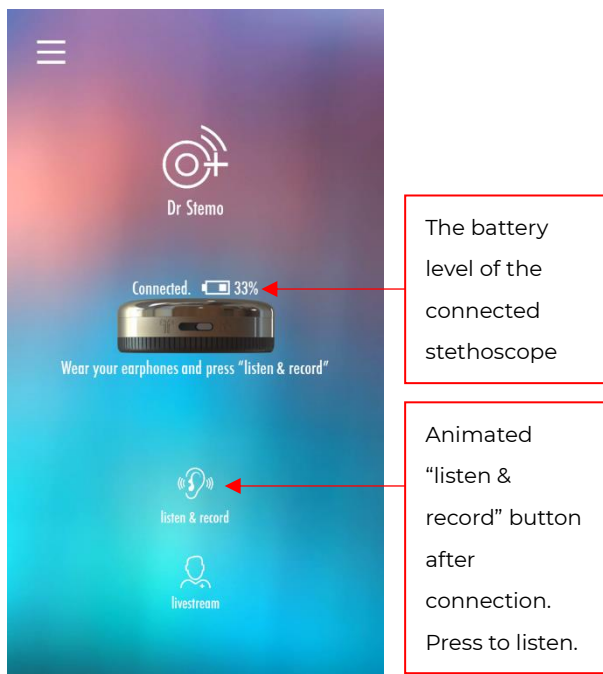 Dr Stemo
Connected. 33%
Wear your earphones and press "listen & record"
listen & record
livestream
The battery
level of the
connected
stethoscope
Animated
“listen &
record” button
after
connection.
Press to listen.